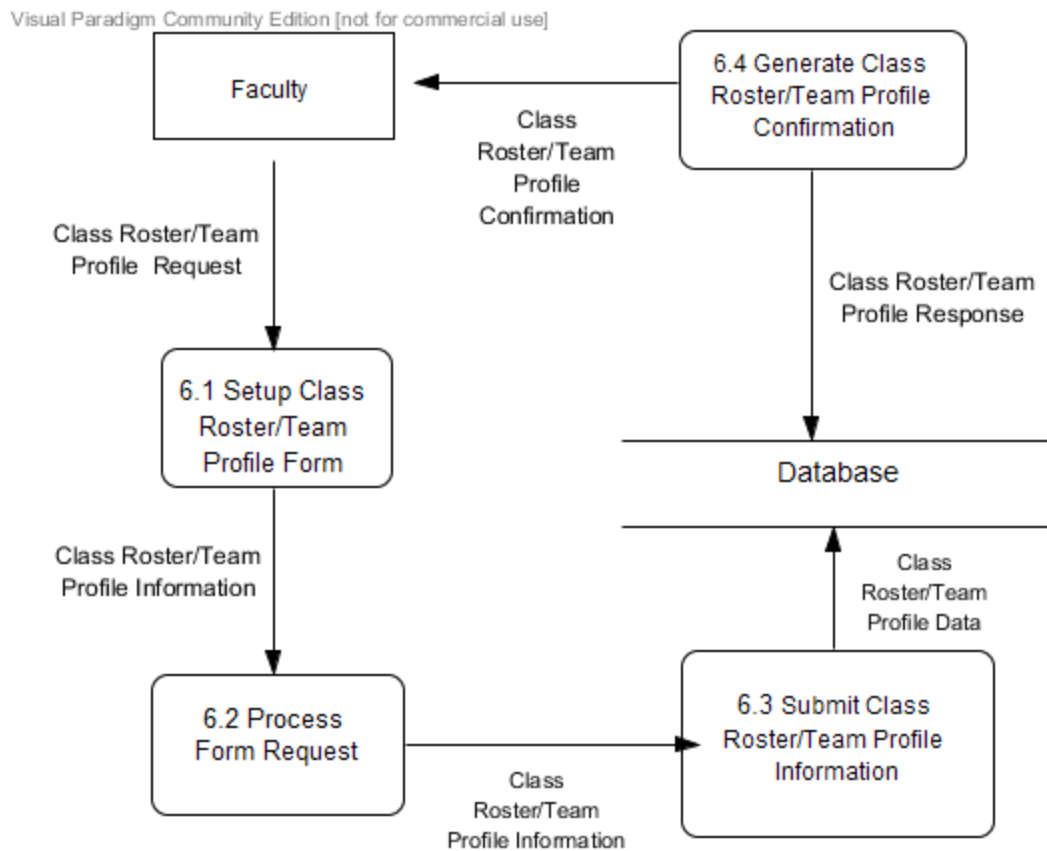 Visual Paradigm Community Edition [not for commercial use]
Faculty
6.4 Generate Class
Roster/Team Profile
Confirmation
Class
Roster/Team
Profile
Confirmation
Class Roster/Team
Profile Request
Class Roster/Team
Profile Response
6.1 Setup Class
Roster/Team
Profile Form
Database
Class Roster/Team
Profile Information
Class
Roster/Team
Profile Data
6.2 Process
Form Request
6.3 Submit Class
Roster/Team Profile
Information
Class
Roster/Team
Profile Information